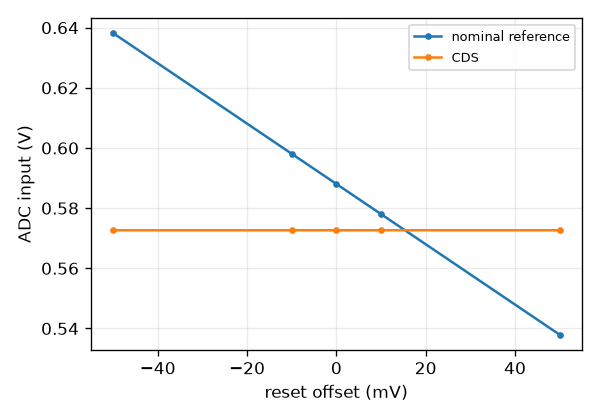 0.64
0.62
0.60
0.58
0.56
0.54
ADC input (V)
nominal reference
CDS
−40
−20
0
20
40
reset offset (mV)